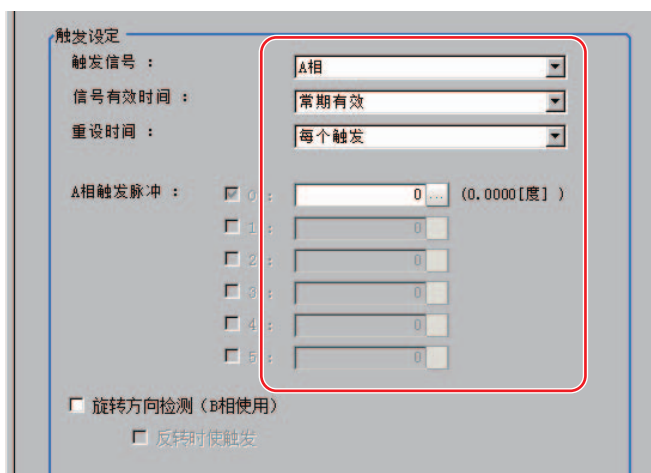 触发设定
触发信号 ： A相
信号有效时间 ： 常期有效
重设时间 ： 每个触发
A相触发脉冲 ： 0 ： 0 ... (0.0000[度] )
1 ： 0
2 ： 0
3 ： 0
4 ： 0
5 ： 0
旋转方向检测（B相使用）
反转时使触发